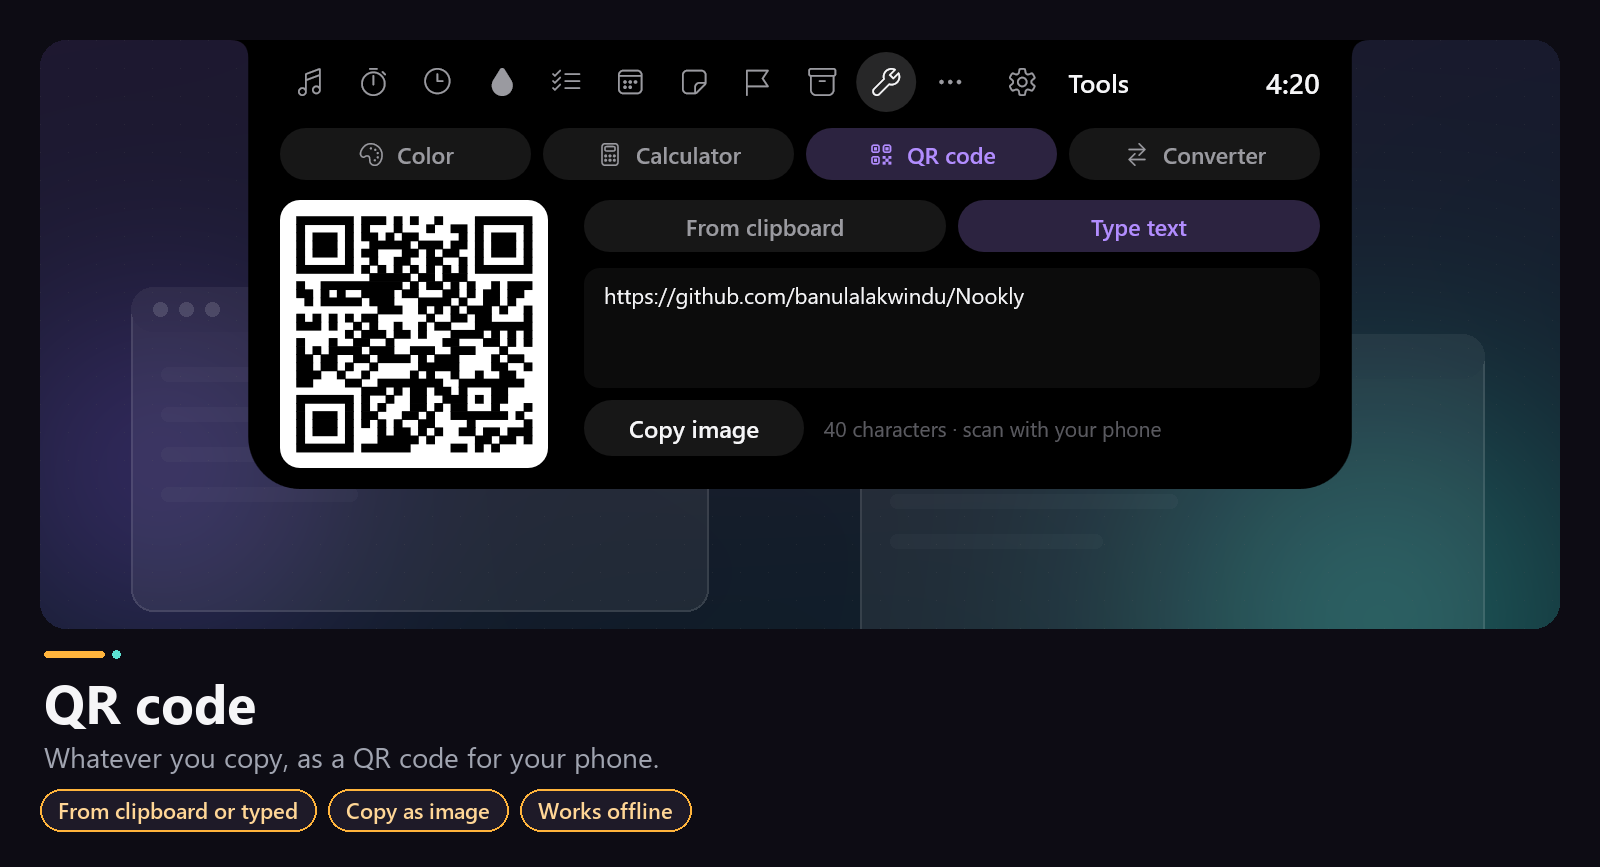 Tools
4:20
Color
Calculator
QR code
Converter
From clipboard
Type text
https://github.com/banulalakwindu/Nookly
Copy image
40 characters · scan with your phone
QR code
Whatever you copy, as a QR code for your phone.
From clipboard or typed
Copy as image
Works offline